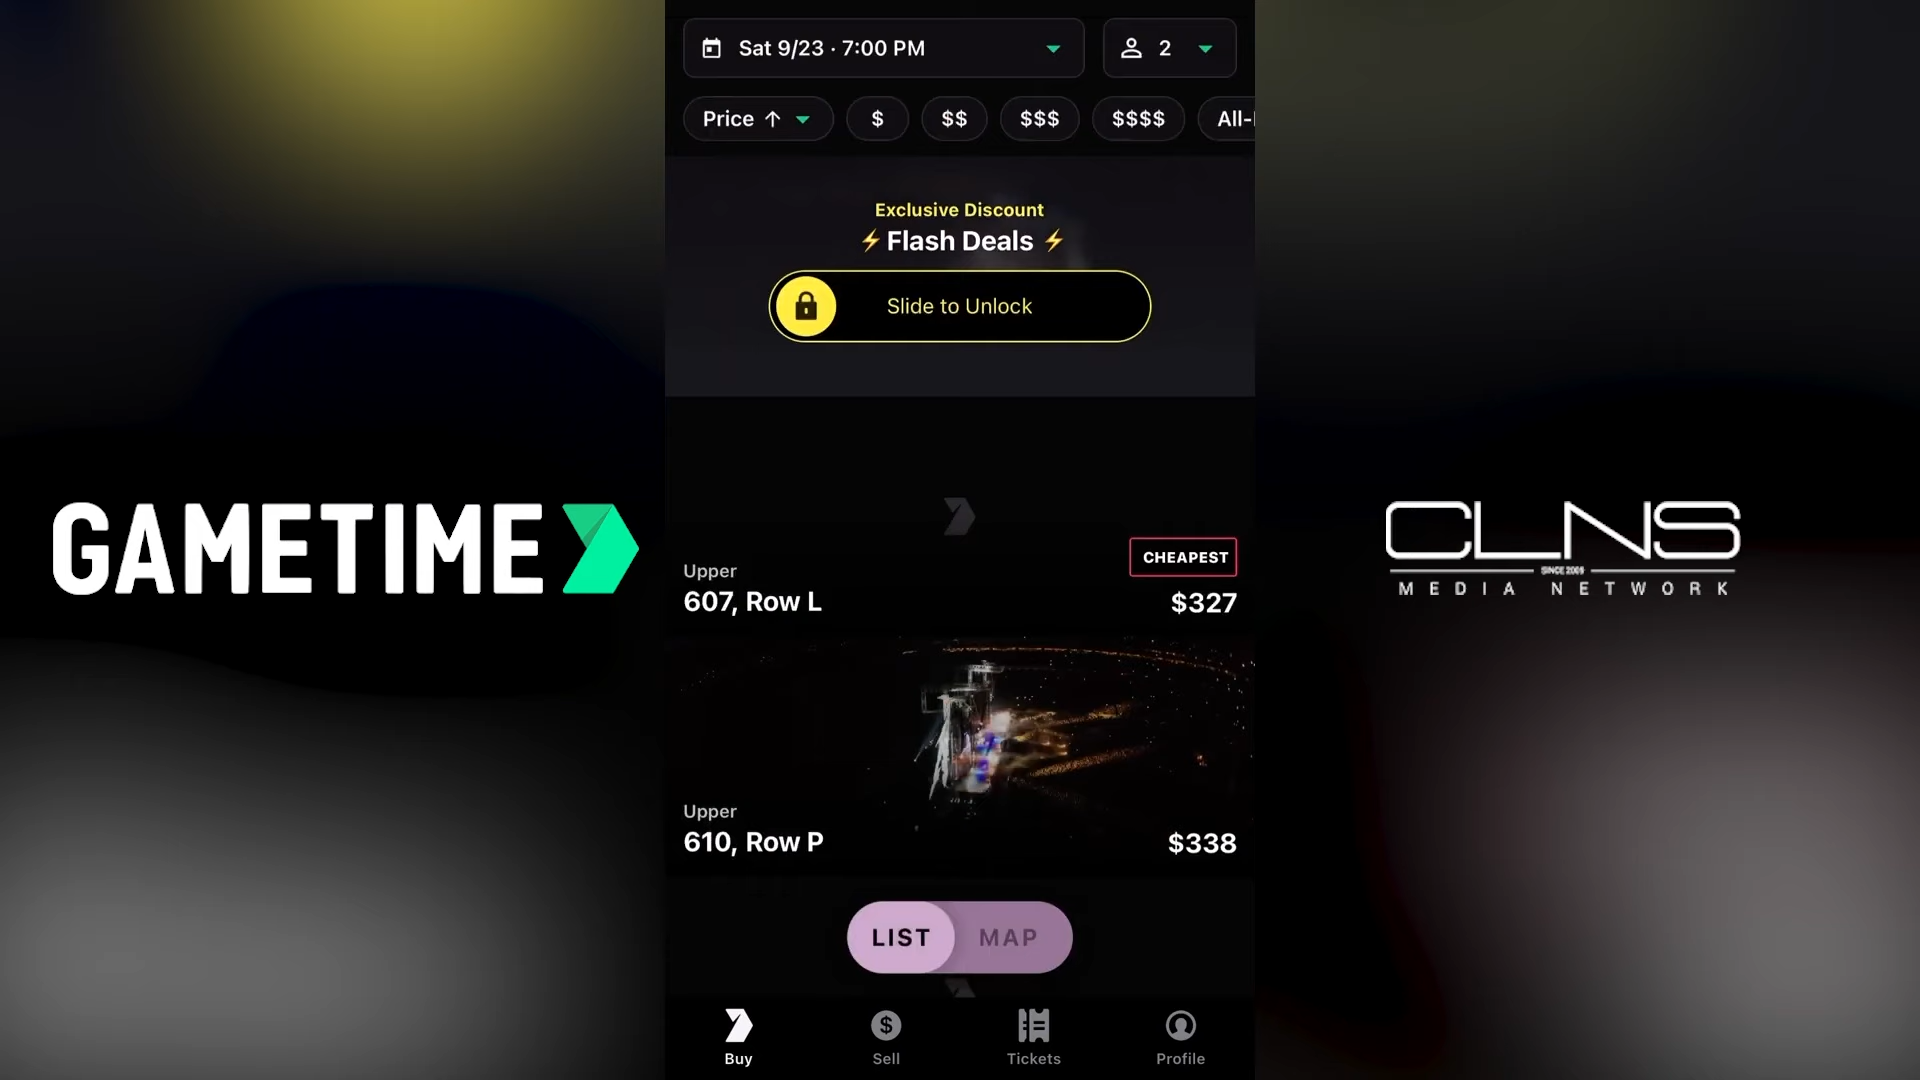 Sat 9/23 · 7:00 PM
2
Price ↑
$
$$
$$$
$$$$
All-
Exclusive Discount
⚡ Flash Deals ⚡
Slide to Unlock
GAMETIME
CLNS
SINCE 2009
MEDIA NETWORK
CHEAPEST
Upper
607, Row L
$327
Upper
610, Row P
$338
LIST
MAP
Buy
Sell
Tickets
Profile